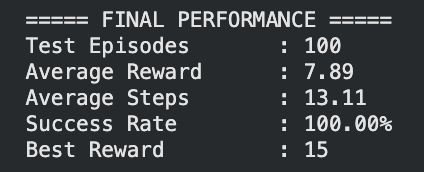 ===== FINAL PERFORMANCE =====
Test Episodes       : 100
Average Reward      : 7.89
Average Steps       : 13.11
Success Rate        : 100.00%
Best Reward         : 15